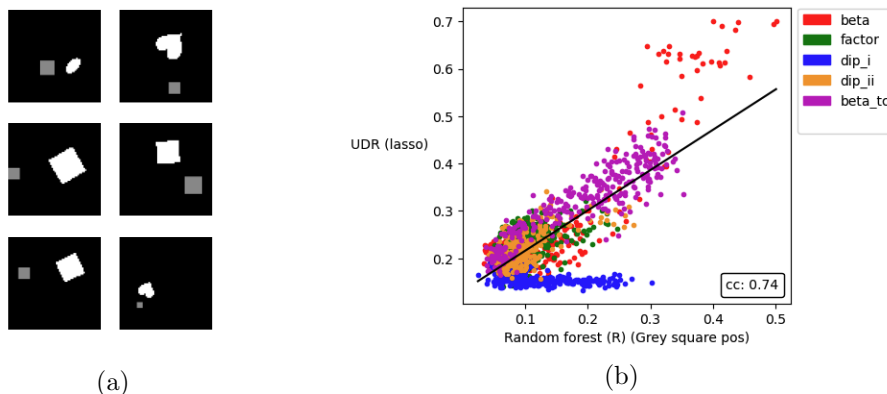 0.7
0.6
0.5
0.4
0.3
0.2
UDR (lasso)
0.1
0.2
0.3
0.4
0.5
Random forest (R) (Grey square pos)
cc: 0.74
beta
factor
dip_i
dip_ii
beta_tc
(a)
(b)